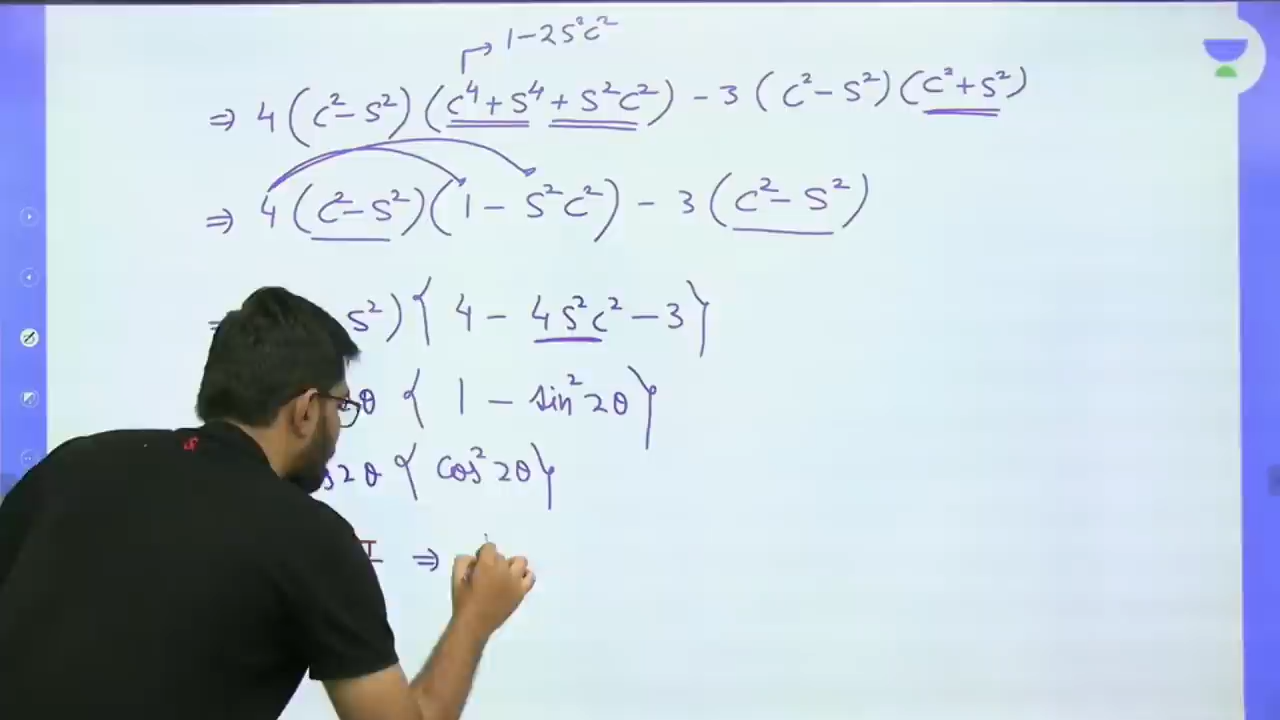 1-2S²C²
⇒ 4(C²-S²)(C⁴+S⁴+S²C²) - 3(C²-S²)(C²+S²)
⇒ 4(C²-S²)(1-S²C²) - 3(C²-S²)
S²){4-4S²C²-3}
2θ{1-sin²2θ}
s2θ{cos²2θ}
I ⇒